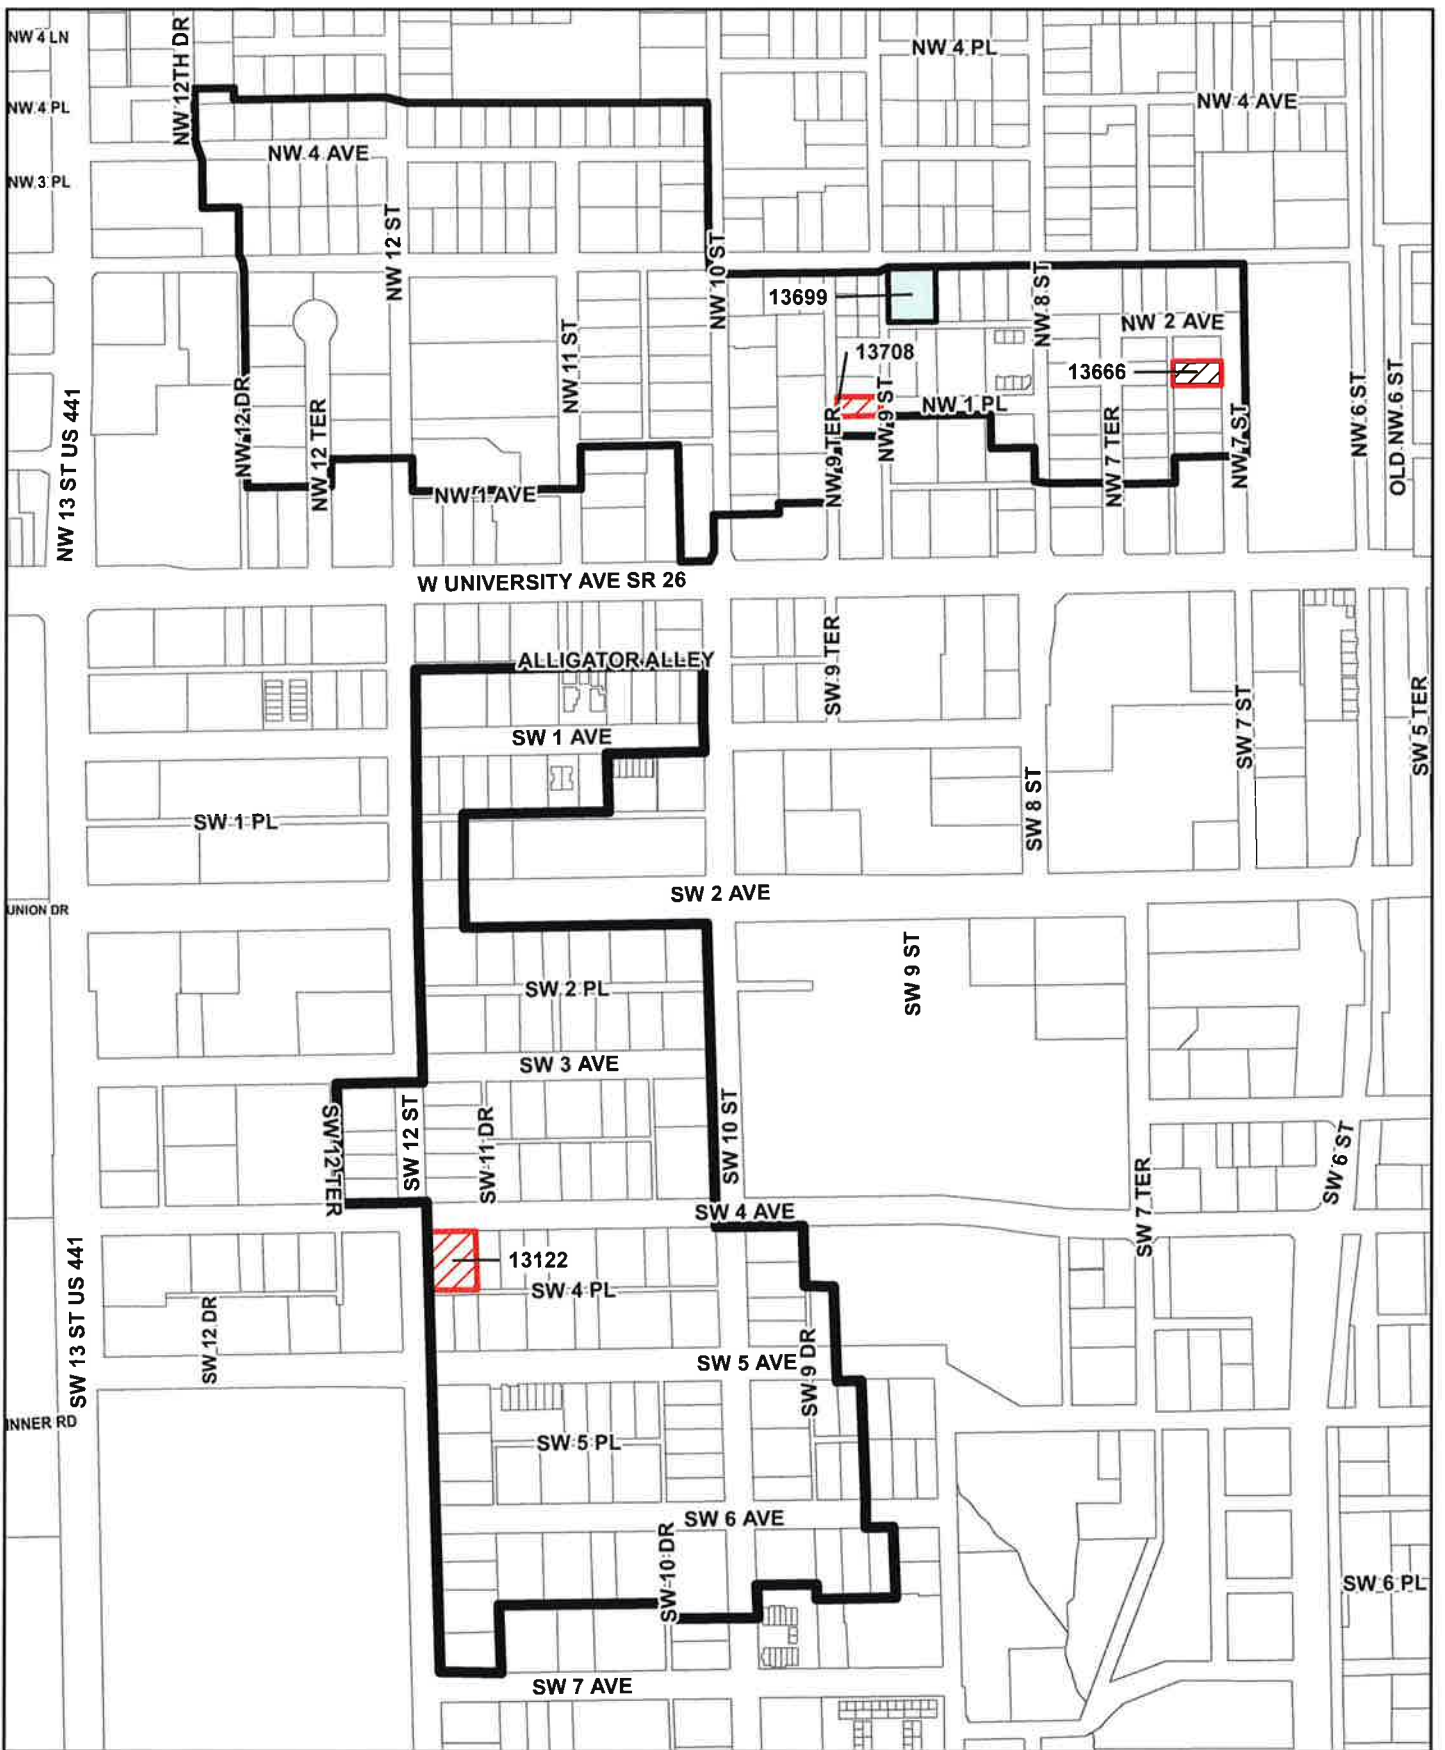 NW 4 LN
NW 12TH DR
NW 4 PL
NW 4 PL
NW 4 AVE
NW 4 AVE
NW 3 PL
NW 12 ST
NW 10 ST
NW 8 ST
13699
NW 2 AVE
NW 11 ST
13708
13666
NW 6 ST
OLD NW 6 ST
NW 13 ST US 441
NW 12 DR
NW 12 TER
NW 9 ST
NW 1 PL
NW 9 TER
NW 7 TER
NW 7 ST
NW 1 AVE
W UNIVERSITY AVE SR 26
ALLIGATOR ALLEY
SW 9 TER
SW 7 ST
SW 5 TER
SW 1 AVE
SW 8 ST
SW 1 PL
SW 2 AVE
UNION DR
SW 9 ST
SW 2 PL
SW 3 AVE
SW 12 TER
SW 12 ST
SW 11 DR
SW 10 ST
SW 6 ST
SW 7 TER
SW 4 AVE
13122
SW 4 PL
SW 13 ST US 441
SW 12 DR
SW 5 AVE
SW 9 DR
INNER RD
SW 5 PL
SW 6 AVE
SW 10 DR
SW 6 PL
SW 7 AVE